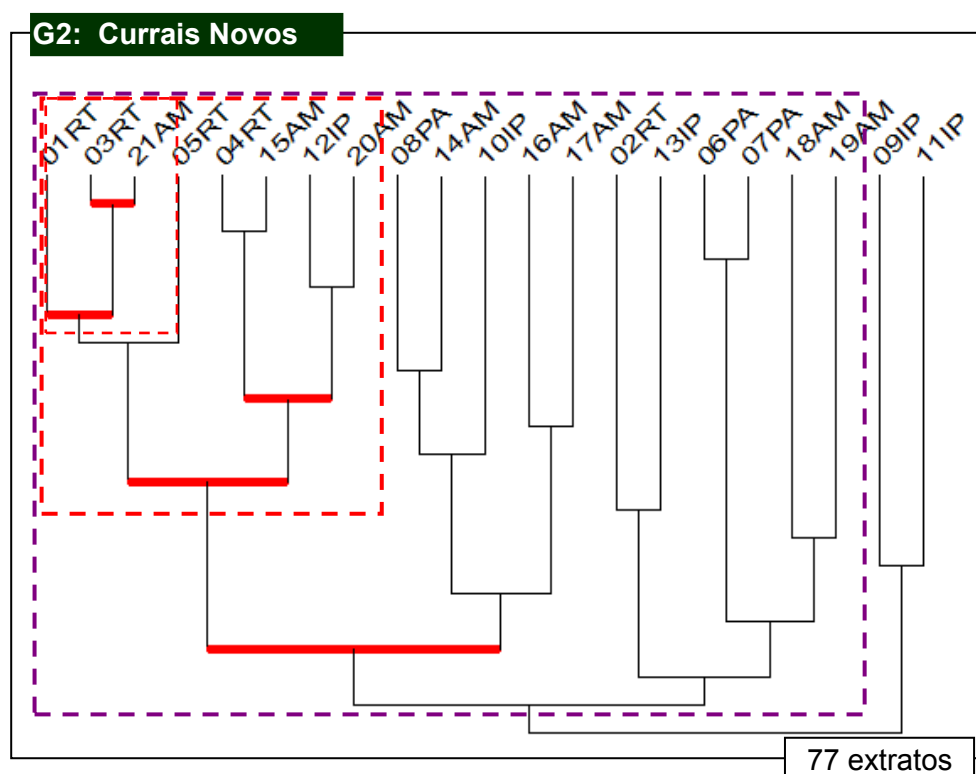 G2: Currais Novos
01RT 03RT 21AM 05RT 04RT 15AM 12IP 20AM 08PA 14AM 10IP 16AM 17AM 02RT 13IP 06PA 07PA 18AM 19AM 09IP 11IP
77 extratos